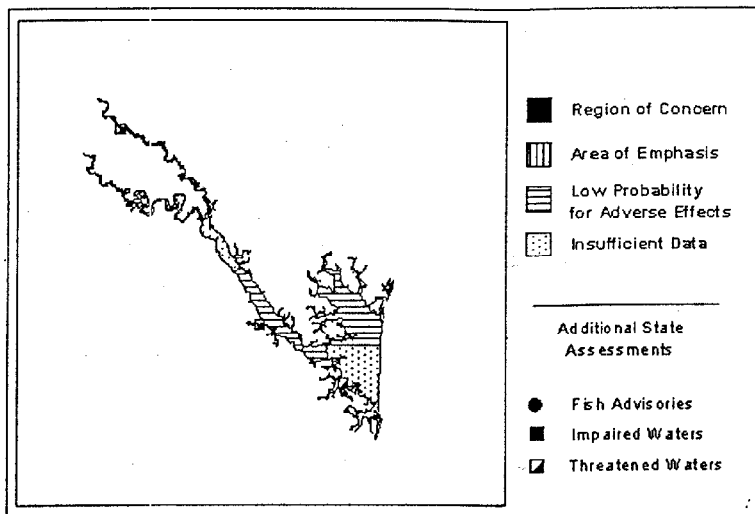 Region of Concern
Area of Emphasis
Low Probability
for Adverse Effects
Insufficient Data
Additional State
Assessments
Fish Advisories
Impaired Waters
Threatened Waters